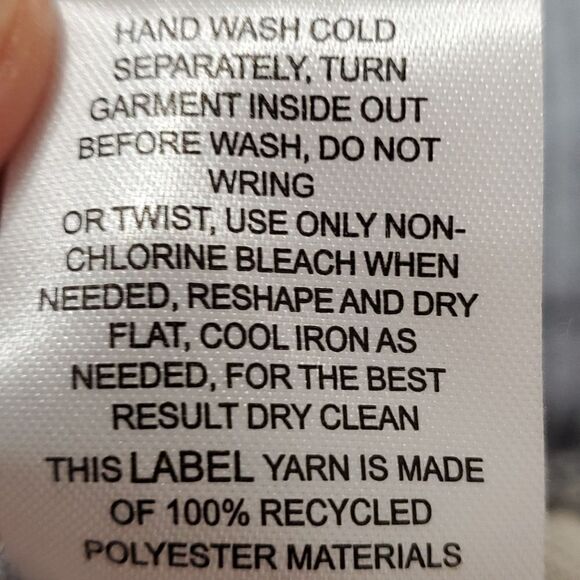 HAND WASH COLD
SEPARATELY, TURN
GARMENT INSIDE OUT
BEFORE WASH, DO NOT
WRING
OR TWIST, USE ONLY NON-
CHLORINE BLEACH WHEN
NEEDED, RESHAPE AND DRY
FLAT, COOL IRON AS
NEEDED, FOR THE BEST
RESULT DRY CLEAN
THIS LABEL YARN IS MADE
OF 100% RECYCLED
POLYESTER MATERIALS